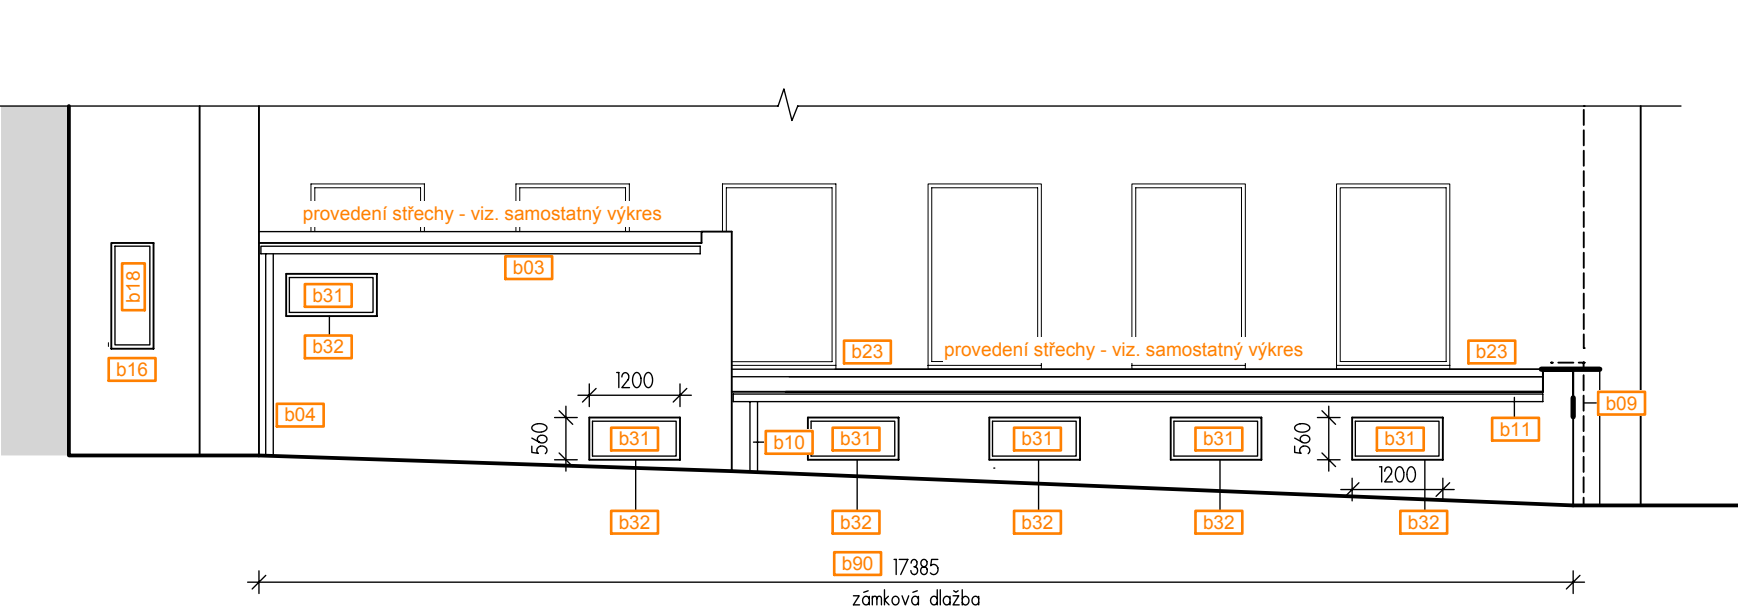 provedení střechy - viz. samostatný výkres
b03
b18
b31
b32
b16
b23
provedení střechy - viz. samostatný výkres
b23
1200
b04
560
b31
b10
b31
b31
b31
560
b31
b11
b09
1200
b32
b32
b32
b32
b32
b90
17385
zámková dlažba